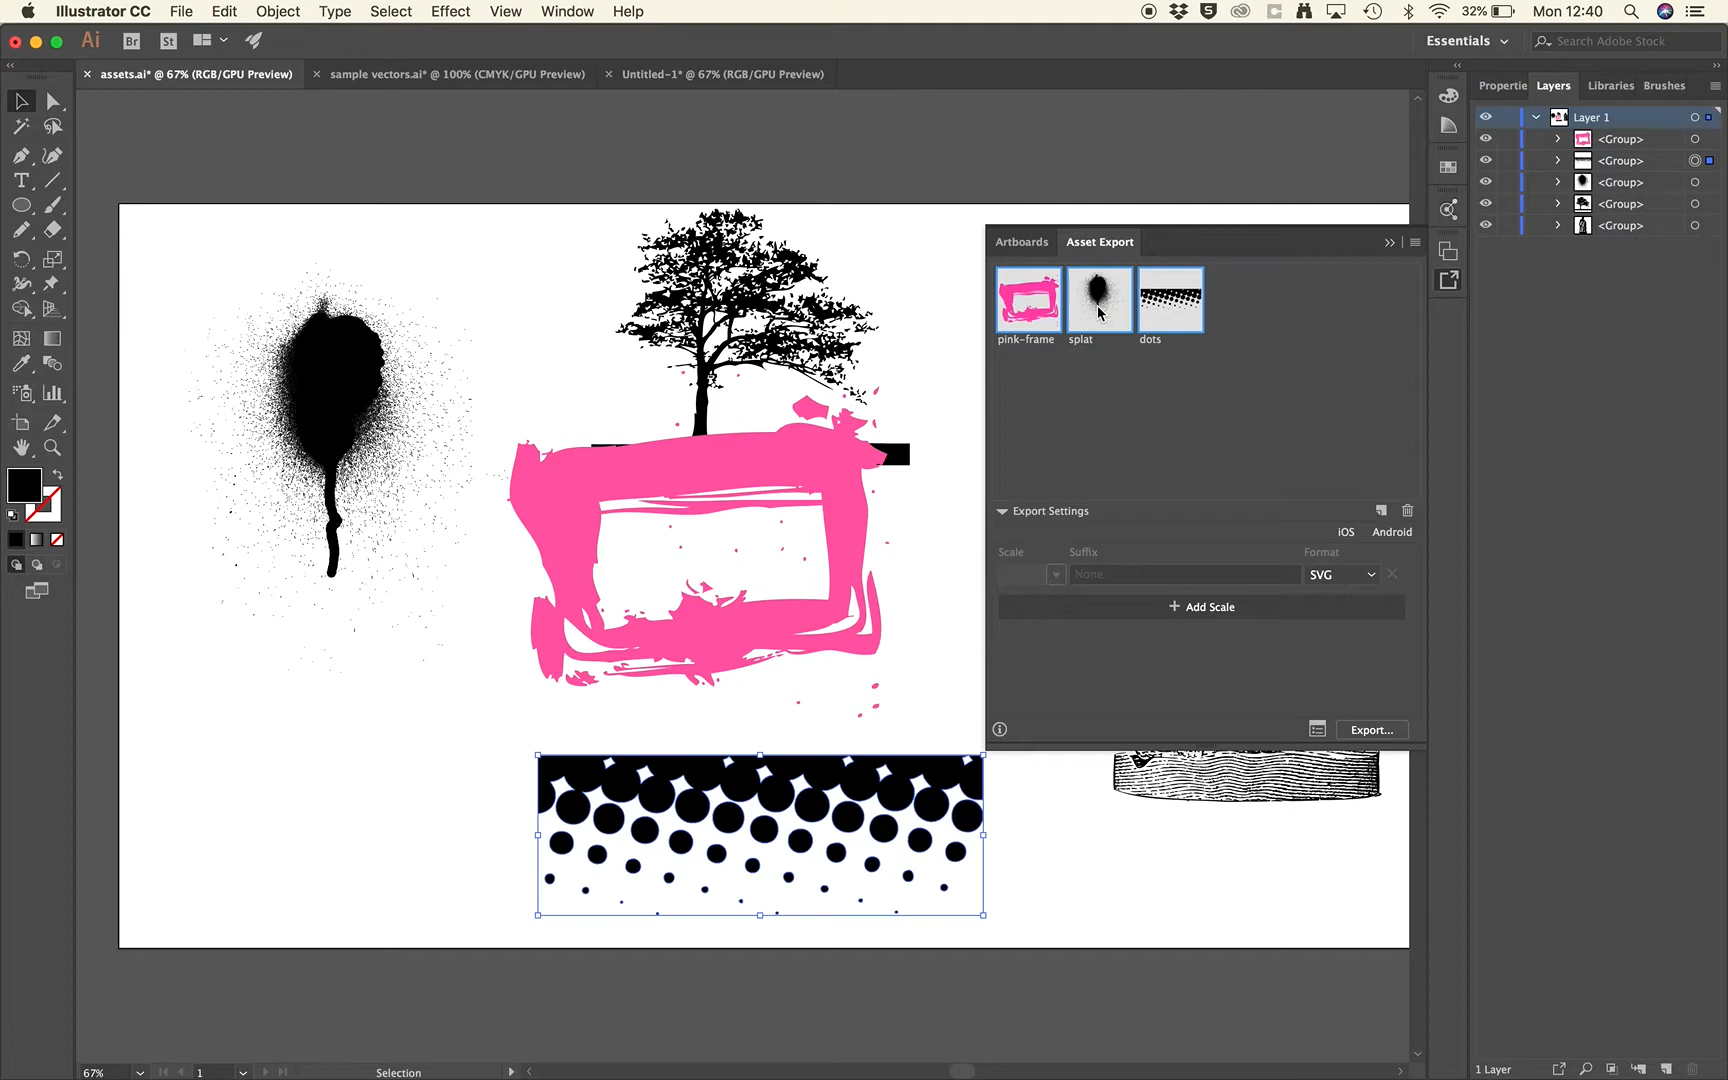 Illustrator CC File Edit Object Type Select Effect View Window Help 32% Mon 12:40
Ai Br St Essentials Search Adobe Stock
assets.ai* @ 67% (RGB/GPU Preview) sample vectors.ai* @ 100% (CMYK/GPU Preview) Untitled-1* @ 67% (RGB/GPU Preview)
Propertie Layers Libraries Brushes
Layer 1
<Group>
<Group>
<Group>
<Group>
<Group>
Artboards Asset Export
pink-frame splat dots
Export Settings
iOS Android
Scale Suffix Format
None SVG
+ Add Scale
Export...
67% 1 Selection 1 Layer